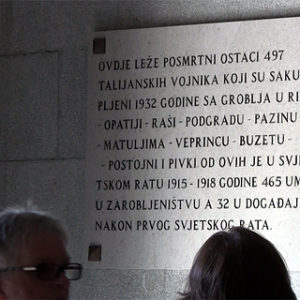 OVDJE LEŽE POSMRTNI OSTACI 497
TALIJANSKIH VOJNIKA KOJI SU SAKU
PLJENI 1932 GODINE SA GROBLJA U RI
- OPATIJI - RAŠI - PODGRADU - PAZINU
- MATULJIMA - VEPRINCU - BUZETU -
- POSTOJNI I PIVKI OD OVIH JE U SVJ
TSKOM RATU 1915 - 1918 GODINE 465 UM
U ZAROBLJENIŠTVU A 32 U DOGAĐAJ
NAKON PRVOG SVJETSKOG RATA.